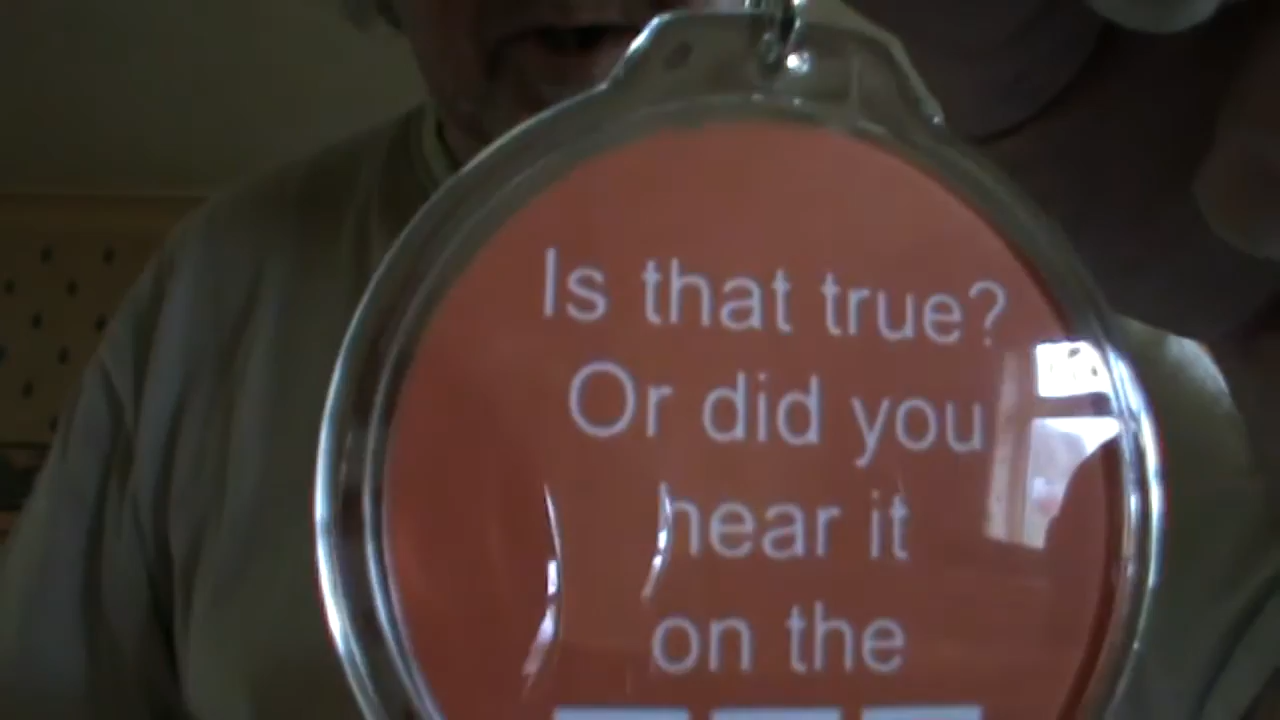 Is that true?
Or did you
hear it
on the